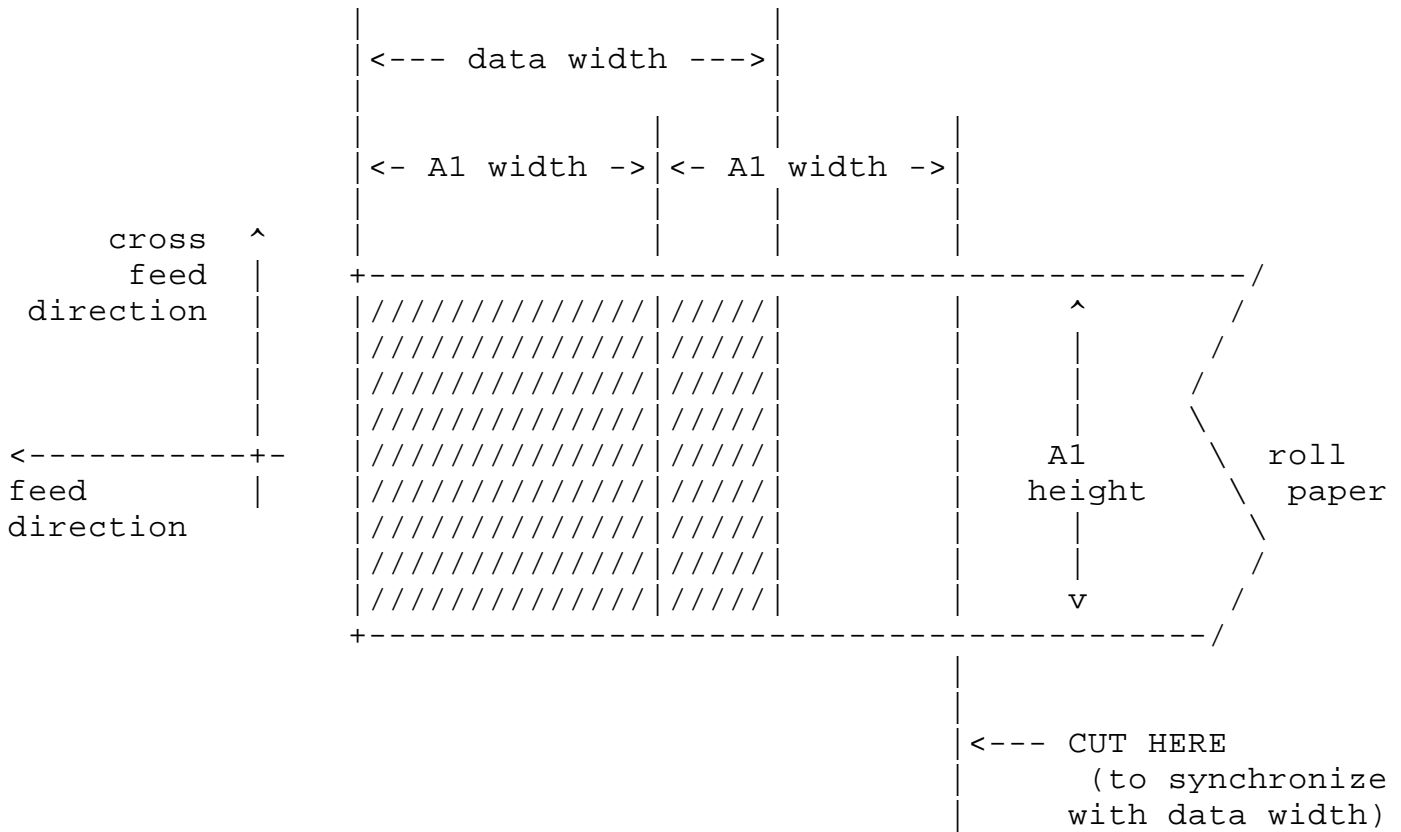 <--- data width --->
<- A1 width -> <- A1 width ->
cross
feed
direction
A1
height
roll
paper
feed
direction
<--- CUT HERE
(to synchronize
with data width)